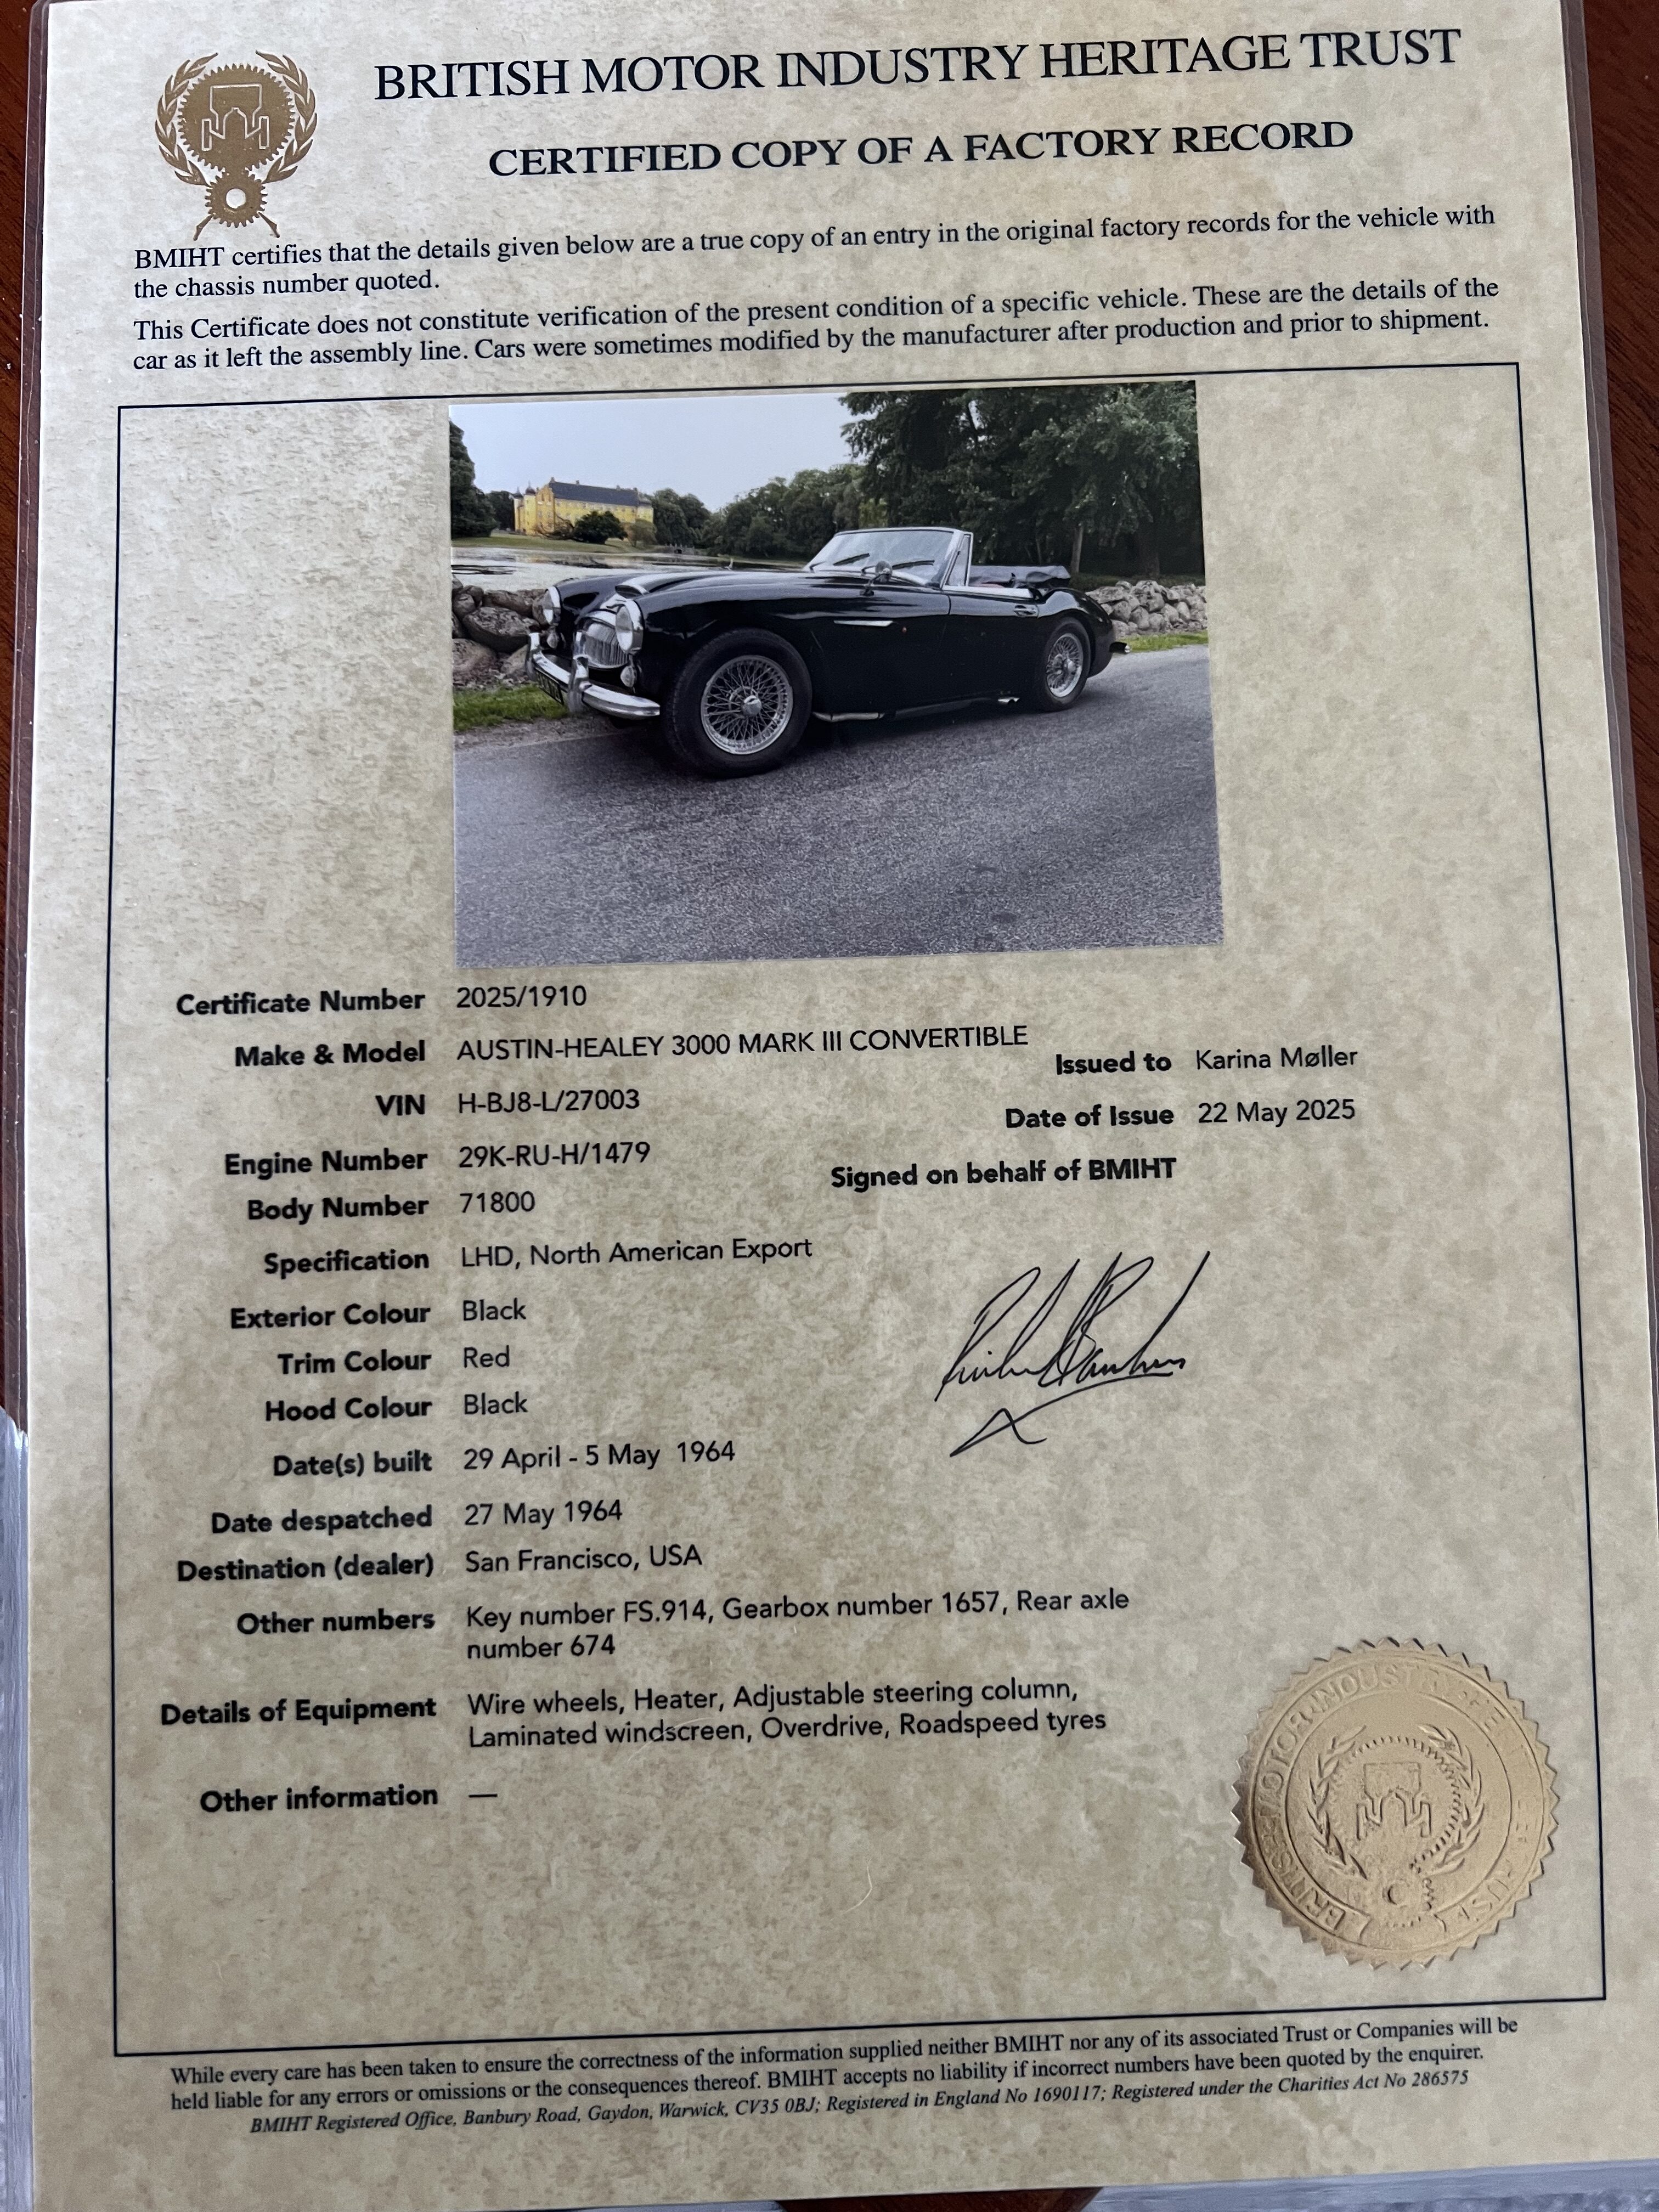 BRITISH MOTOR INDUSTRY HERITAGE TRUST
CERTIFIED COPY OF A FACTORY RECORD
BMIHT certifies that the details given below are a true copy of an entry in the original factory records for the vehicle with
the chassis number quoted.
This Certificate does not constitute verification of the present condition of a specific vehicle. These are the details of the
car as it left the assembly line. Cars were sometimes modified by the manufacturer after production and prior to shipment.
Certificate Number 2025/1910
Make & Model AUSTIN-HEALEY 3000 MARK III CONVERTIBLE
Issued to Karina Møller
VIN H-BJ8-L/27003
Date of Issue 22 May 2025
Engine Number 29K-RU-H/1479
Signed on behalf of BMIHT
Body Number 71800
Specification LHD, North American Export
Exterior Colour Black
Trim Colour Red
Hood Colour Black
Date(s) built 29 April - 5 May 1964
Date despatched 27 May 1964
Destination (dealer) San Francisco, USA
Other numbers Key number FS.914, Gearbox number 1657, Rear axle
number 674
Details of Equipment Wire wheels, Heater, Adjustable steering column,
Laminated windscreen, Overdrive, Roadspeed tyres
Other information —
While every care has been taken to ensure the correctness of the information supplied neither BMIHT nor any of its associated Trust or Companies will be
held liable for any errors or omissions or the consequences thereof. BMIHT accepts no liability if incorrect numbers have been quoted by the enquirer.
BMIHT Registered Office, Banbury Road, Gaydon, Warwick, CV35 0BJ; Registered in England No 1690117; Registered under the Charities Act No 286575